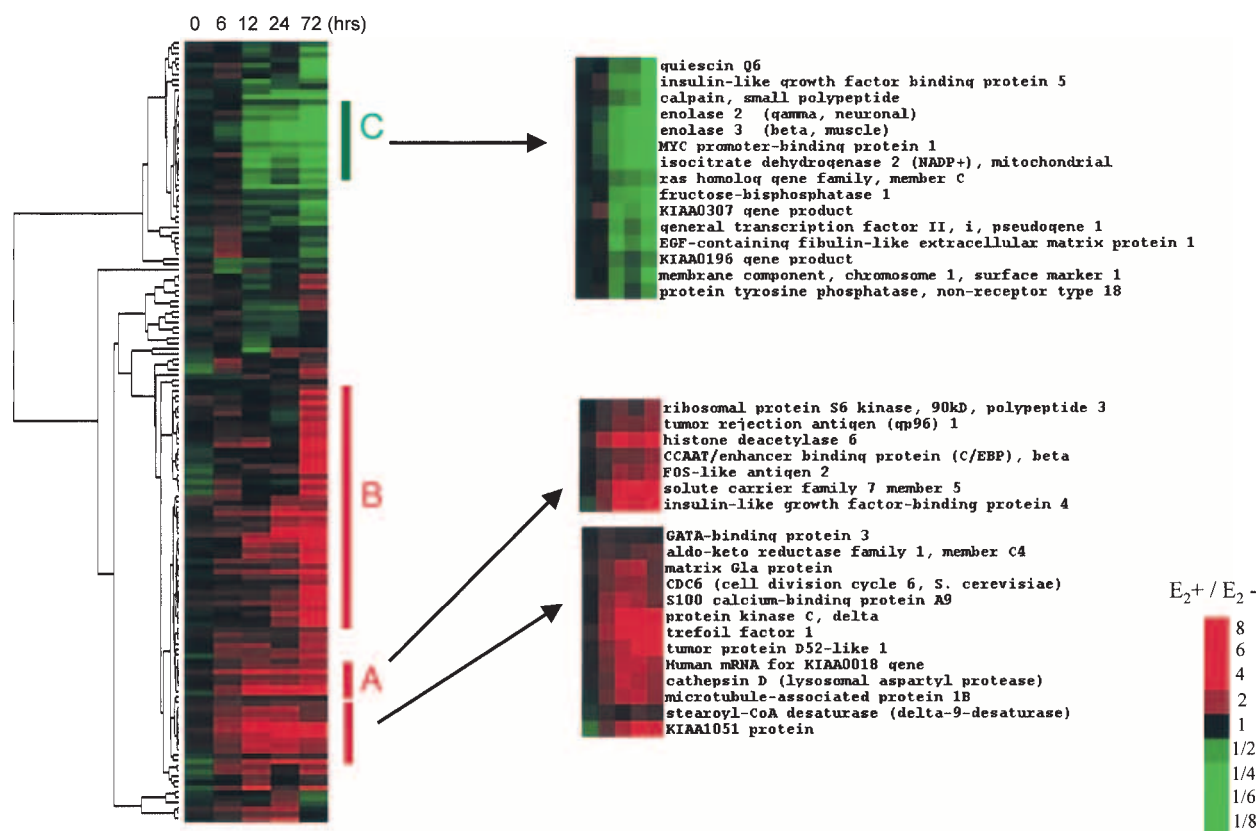 0 6 12 24 72 (hrs)
C
B
A
quiescin Q6
insulin-like growth factor binding protein 5
calpain, small polypeptide
enolase 2 (gamma, neuronal)
enolase 3 (beta, muscle)
MYC promoter-binding protein 1
isocitrate dehydrogenase 2 (NADP+), mitochondrial
ras homolog gene family, member C
fructose-bisphosphatase 1
KIAA0307 gene product
general transcription factor II, i, pseudogene 1
EGF-containing fibulin-like extracellular matrix protein 1
KIAA0196 gene product
membrane component, chromosome 1, surface marker 1
protein tyrosine phosphatase, non-receptor type 18
ribosomal protein S6 kinase, 90kD, polypeptide 3
tumor rejection antigen (gp96) 1
histone deacetylase 6
CCAAT/enhancer binding protein (C/EBP), beta
FOS-like antigen 2
solute carrier family 7 member 5
insulin-like growth factor-binding protein 4
GATA-binding protein 3
aldo-keto reductase family 1, member C4
matrix Gla protein
CDC6 (cell division cycle 6, S. cerevisiae)
S100 calcium-binding protein A9
protein kinase C, delta
trefoil factor 1
tumor protein D52-like 1
Human mRNA for KIAA0018 gene
cathepsin D (lysosomal aspartyl protease)
microtubule-associated protein 1B
stearoyl-CoA desaturase (delta-9-desaturase)
KIAA1051 protein
E₂+ / E₂ -
8
6
4
2
1
1/2
1/4
1/6
1/8